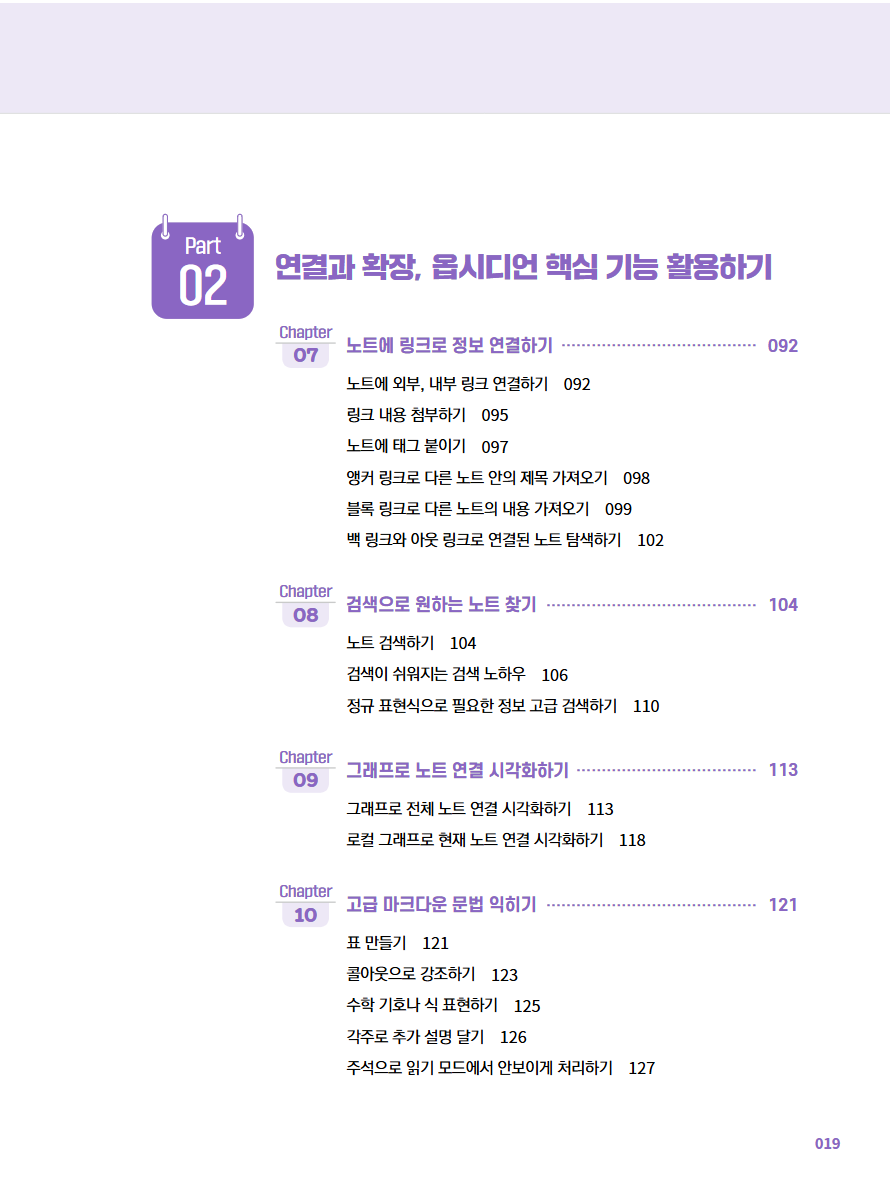 Part
02
연결과 확장, 옵시디언 핵심 기능 활용하기
Chapter
07
노트에 링크로 정보 연결하기 092
노트에 외부, 내부 링크 연결하기 092
링크 내용 첨부하기 095
노트에 태그 붙이기 097
앵커 링크로 다른 노트 안의 제목 가져오기 098
블록 링크로 다른 노트의 내용 가져오기 099
백 링크와 아웃 링크로 연결된 노트 탐색하기 102
Chapter
08
검색으로 원하는 노트 찾기 104
노트 검색하기 104
검색이 쉬워지는 검색 노하우 106
정규 표현식으로 필요한 정보 고급 검색하기 110
Chapter
09
그래프로 노트 연결 시각화하기 113
그래프로 전체 노트 연결 시각화하기 113
로컬 그래프로 현재 노트 연결 시각화하기 118
Chapter
10
고급 마크다운 문법 익히기 121
표 만들기 121
콜아웃으로 강조하기 123
수학 기호나 식 표현하기 125
각주로 추가 설명 달기 126
주석으로 읽기 모드에서 안보이게 처리하기 127
019